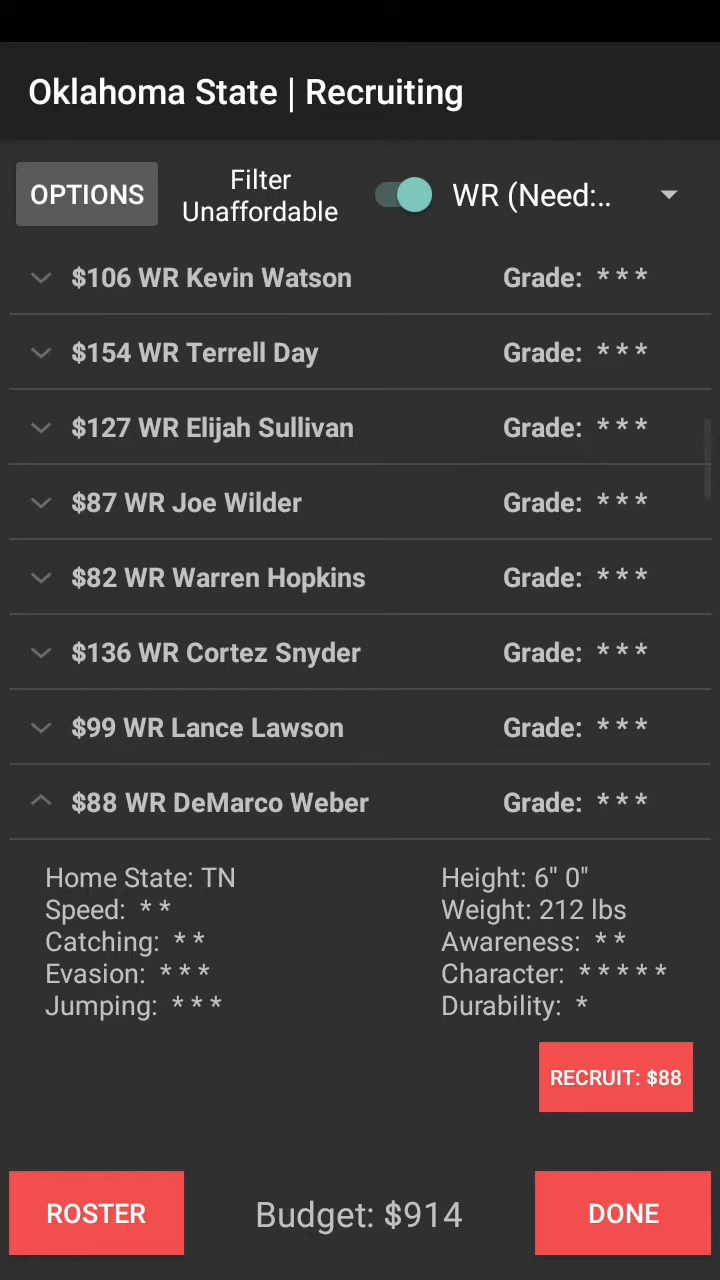 Oklahoma State | Recruiting
OPTIONS
Filter
Unaffordable
WR (Need:..
$106 WR Kevin Watson Grade: * * *
$154 WR Terrell Day Grade: * * *
$127 WR Elijah Sullivan Grade: * * *
$87 WR Joe Wilder Grade: * * *
$82 WR Warren Hopkins Grade: * * *
$136 WR Cortez Snyder Grade: * * *
$99 WR Lance Lawson Grade: * * *
$88 WR DeMarco Weber Grade: * * *
Home State: TN Height: 6" 0"
Speed: * * Weight: 212 lbs
Catching: * * Awareness: * *
Evasion: * * * Character: * * * * *
Jumping: * * * Durability: *
RECRUIT: $88
ROSTER Budget: $914 DONE